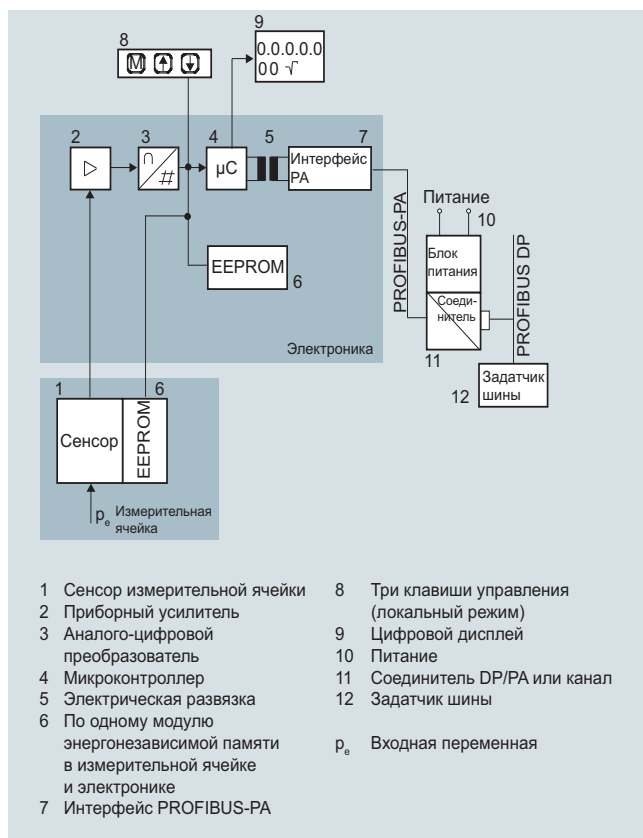 9
8
0.0.0.0.0
00 √
M
2
3
4
5
7
∩
#
µC
Интерфейс
PA
Питание
10
PROFIBUS-PA
Блок
питания
PROFIBUS DP
EEPROM
6
Соеди-
нитель
Электроника
11
Задатчик
шины
12
1
6
Сенсор
EEPROM
pe Измерительная
ячейка
1 Сенсор измерительной ячейки
2 Приборный усилитель
3 Аналого-цифровой
преобразователь
4 Микроконтроллер
5 Электрическая развязка
6 По одному модулю
энергонезависимой памяти
в измерительной ячейке
и электронике
7 Интерфейс PROFIBUS-PA
8 Три клавиши управления
(локальный режим)
9 Цифровой дисплей
10 Питание
11 Соединитель DP/PA или канал
12 Задатчик шины
pe Входная переменная